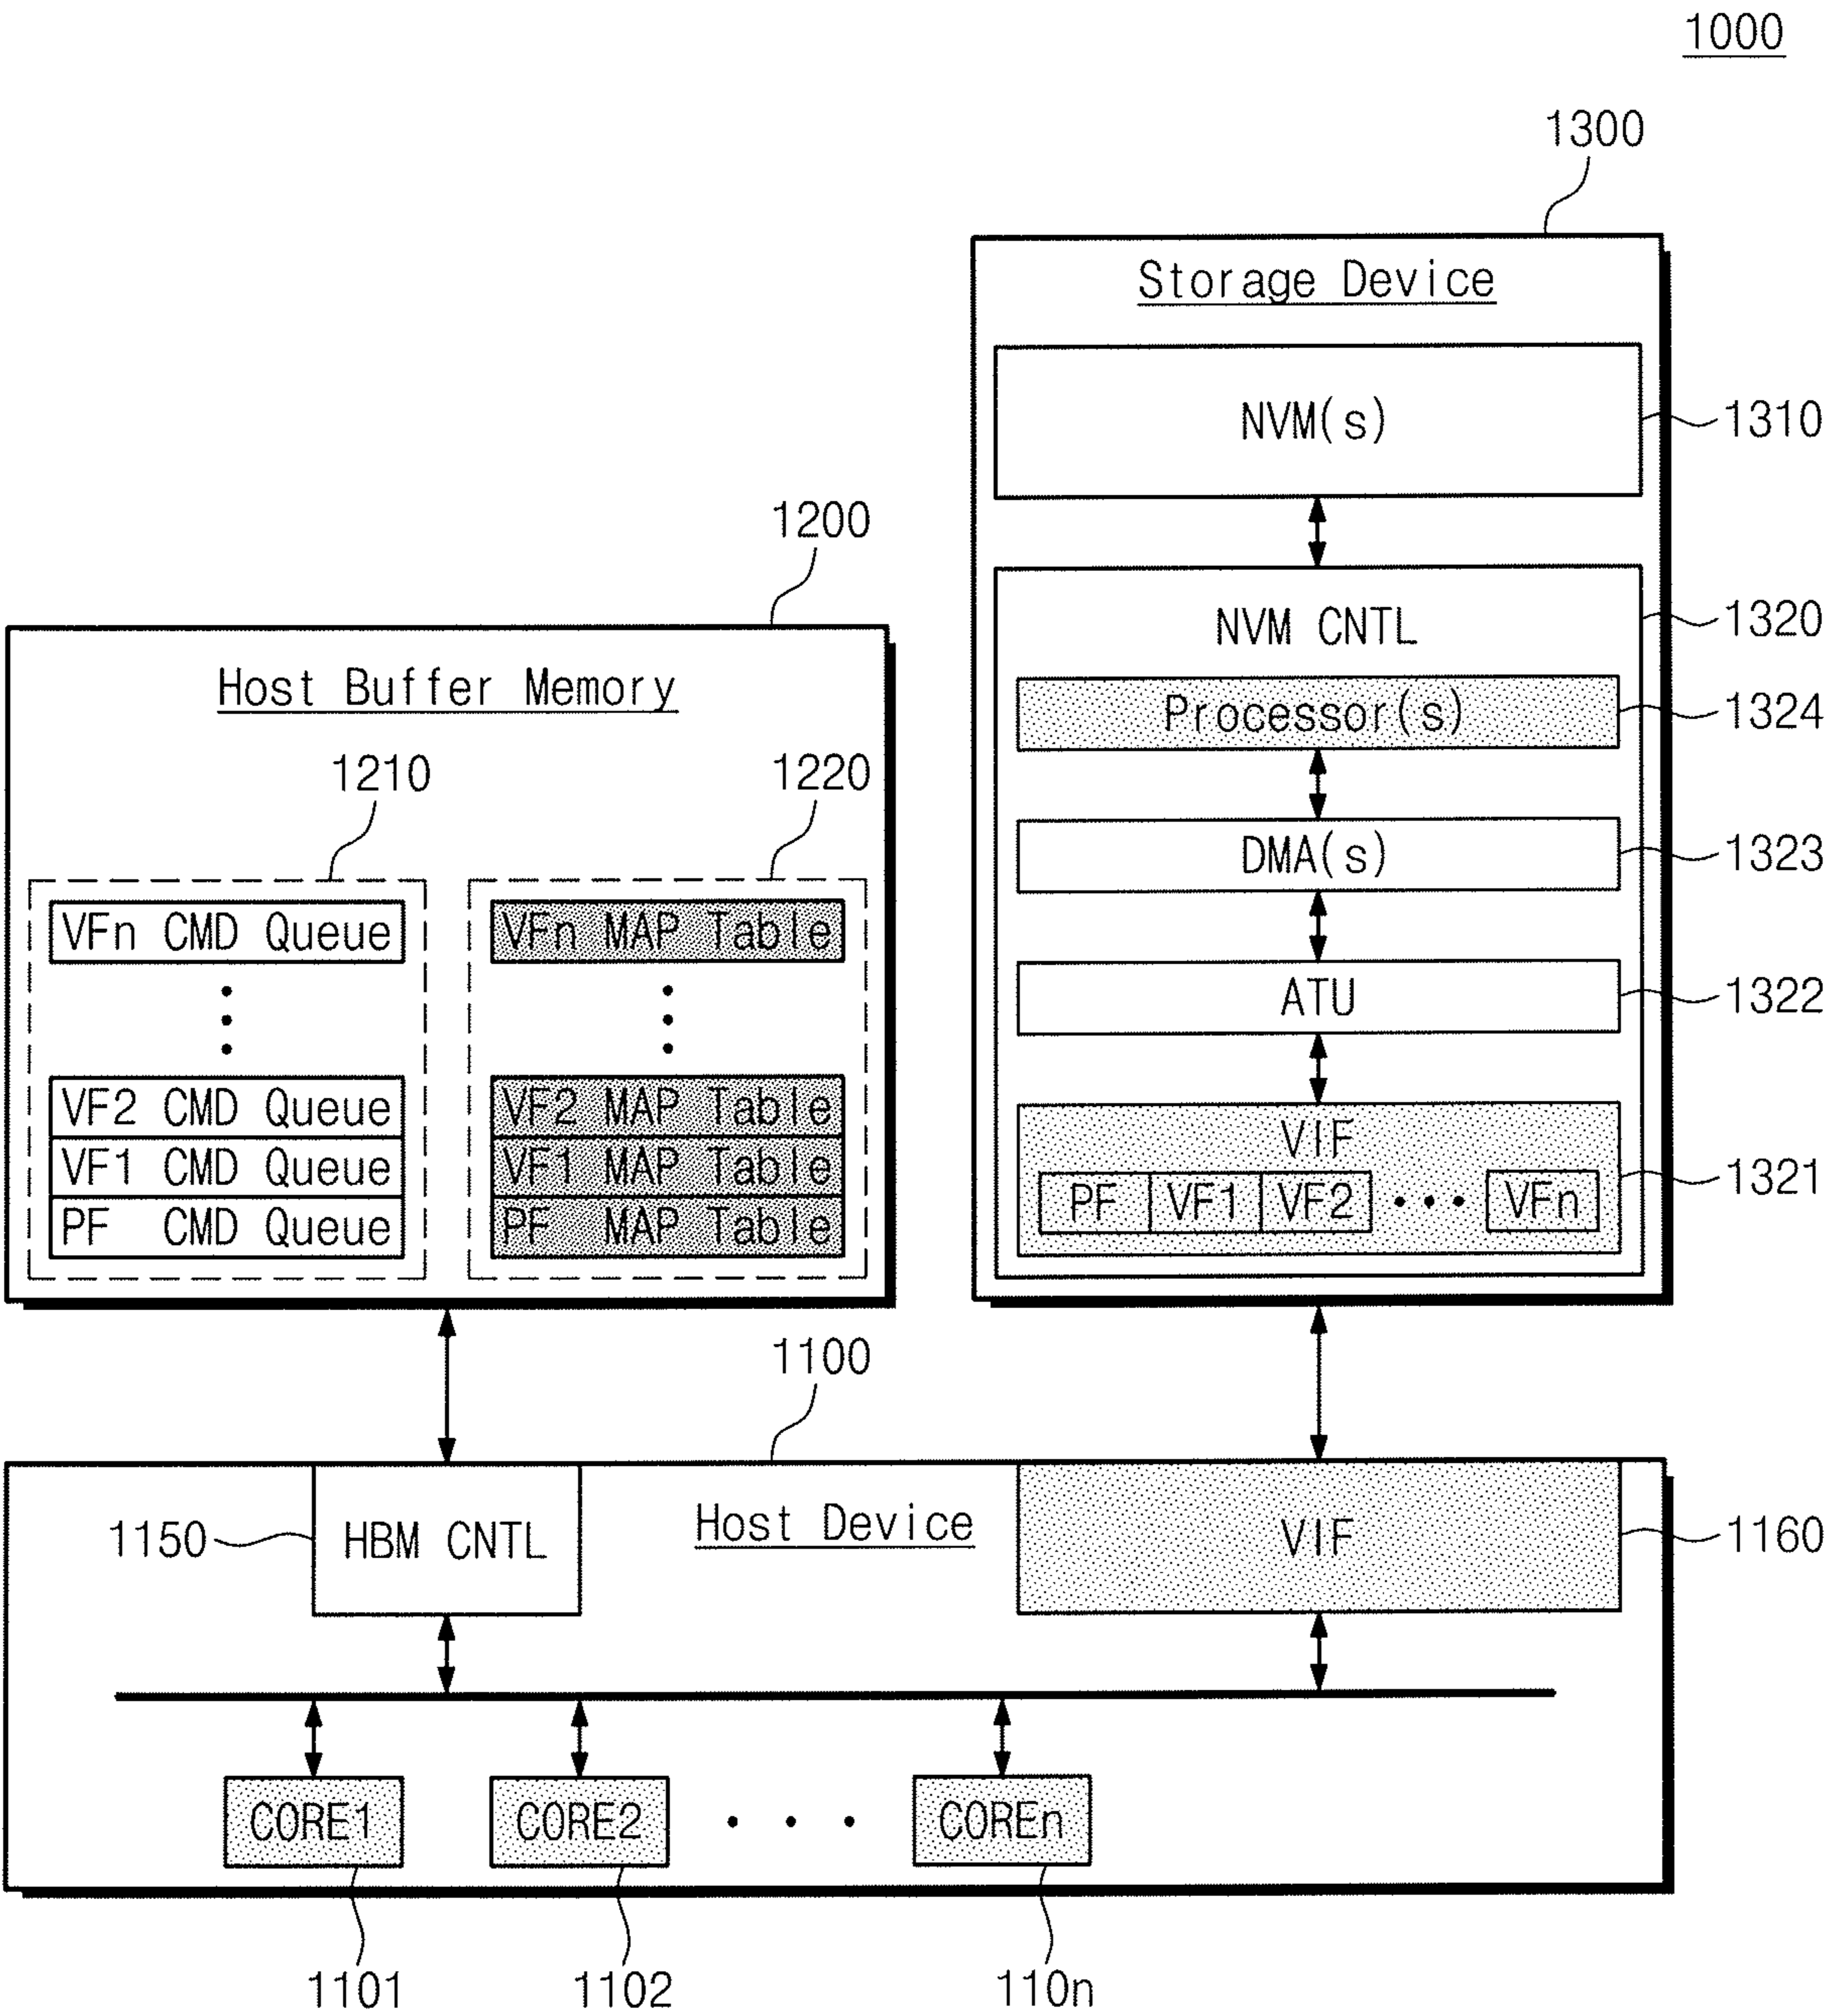 1000
1300
Storage Device
NVM(s)
1310
1200
NVM CNTL
1320
Host Buffer Memory
Processor(s)
1324
1210
1220
DMA(s)
1323
VFn CMD Queue
VFn MAP Table
ATU
1322
VF2 CMD Queue
VF2 MAP Table
VIF
VF1 CMD Queue
VF1 MAP Table
1321
PF CMD Queue
PF MAP Table
PF VF1 VF2 VFn
1100
1150
HBM CNTL
Host Device
VIF
1160
CORE1
CORE2
COREn
1101
1102
110n